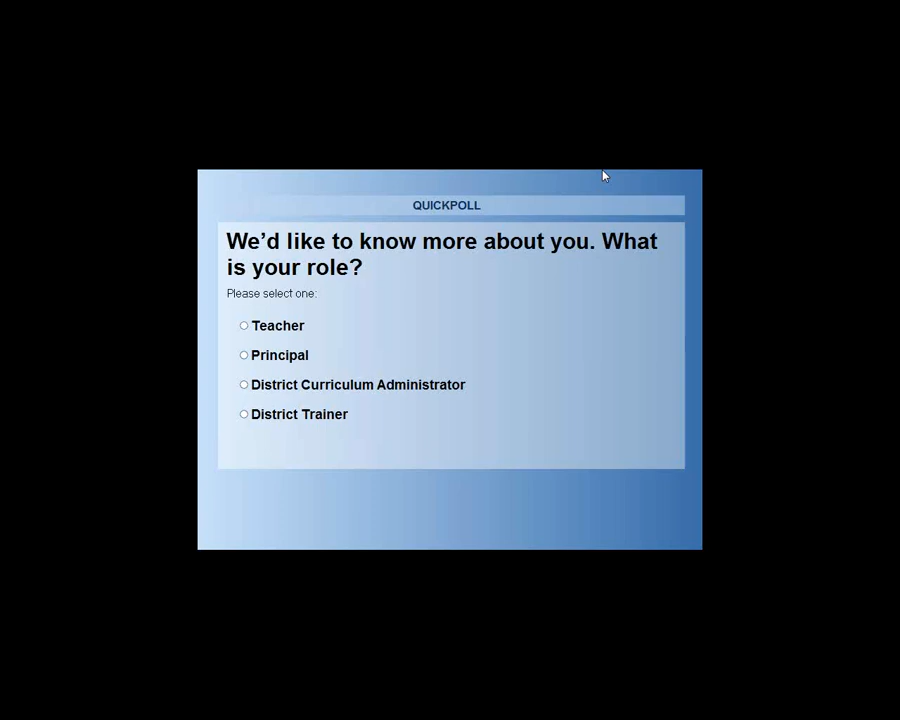 QUICKPOLL
We’d like to know more about you. What
is your role?
Please select one:
Teacher
Principal
District Curriculum Administrator
District Trainer